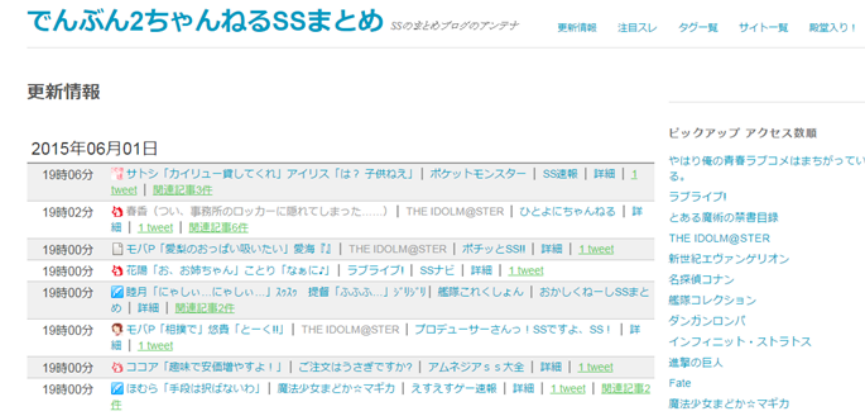 でんぶん2ちゃんねるSSまとめ SSのまとめブログのアンテナ 更新情報 注目スレ タグ一覧 サイト一覧 殿堂入り!
更新情報
2015年06月01日
19時06分 サトシ「カイリュー貸してくれ」アイリス「は? 子供ねえ」 | ポケットモンスター | SS速報 | 詳細 | 1
tweet | 関連記事3件
19時02分 春香（つい、事務所のロッカーに隠れてしまった……） | THE IDOLM@STER | ひとよにちゃんねる | 詳
細 | 1 tweet | 関連記事6件
19時00分 モバP「愛梨のおっぱい吸いたい」愛海『』 | THE IDOLM@STER | ポチッとSS!! | 詳細 | 1 tweet
19時00分 花陽「お、お姉ちゃん」ことり「なぁに♪」 | ラブライブ! | SSナビ | 詳細 | 1 tweet
19時00分 睦月「にゃしぃ…にゃしぃ…」ｽｯｽｯ 提督「ふふふ…」ｼﾞﾘｼﾞﾘ | 艦隊これくしょん | おかしくねーしSSまと
め | 詳細 | 関連記事2件
19時00分 モバP「相撲で」悠貴「とーく!!」 | THE IDOLM@STER | プロデューサーさんっ！SSですよ、SS！ | 詳
細 | 1 tweet
19時00分 ココア「趣味で安価増やすよ！」 | ご注文はうさぎですか? | アムネジアｓｓ大全 | 詳細 | 1 tweet
19時00分 ほむら「手段は択ばないわ」 | 魔法少女まどか☆マギカ | えすえすゲー速報 | 詳細 | 1 tweet | 関連記事2
件
ピックアップ アクセス数順
やはり俺の青春ラブコメはまちがってい
る。
ラブライブ!
とある魔術の禁書目録
THE IDOLM@STER
新世紀エヴァンゲリオン
名探偵コナン
艦隊コレクション
ダンガンロンパ
インフィニット・ストラトス
進撃の巨人
Fate
魔法少女まどか☆マギカ